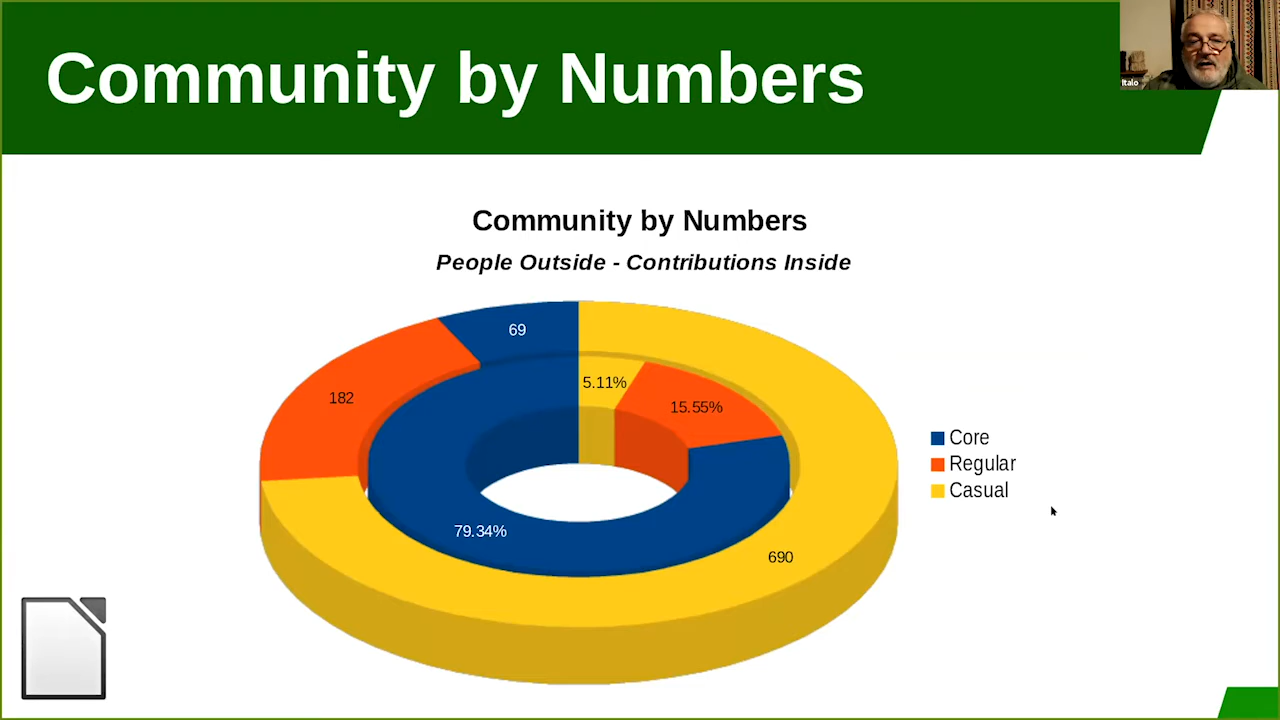 Community by Numbers
Italo
Community by Numbers
People Outside - Contributions Inside
69
5.11%
182
15.55%
Core
Regular
Casual
79.34%
690